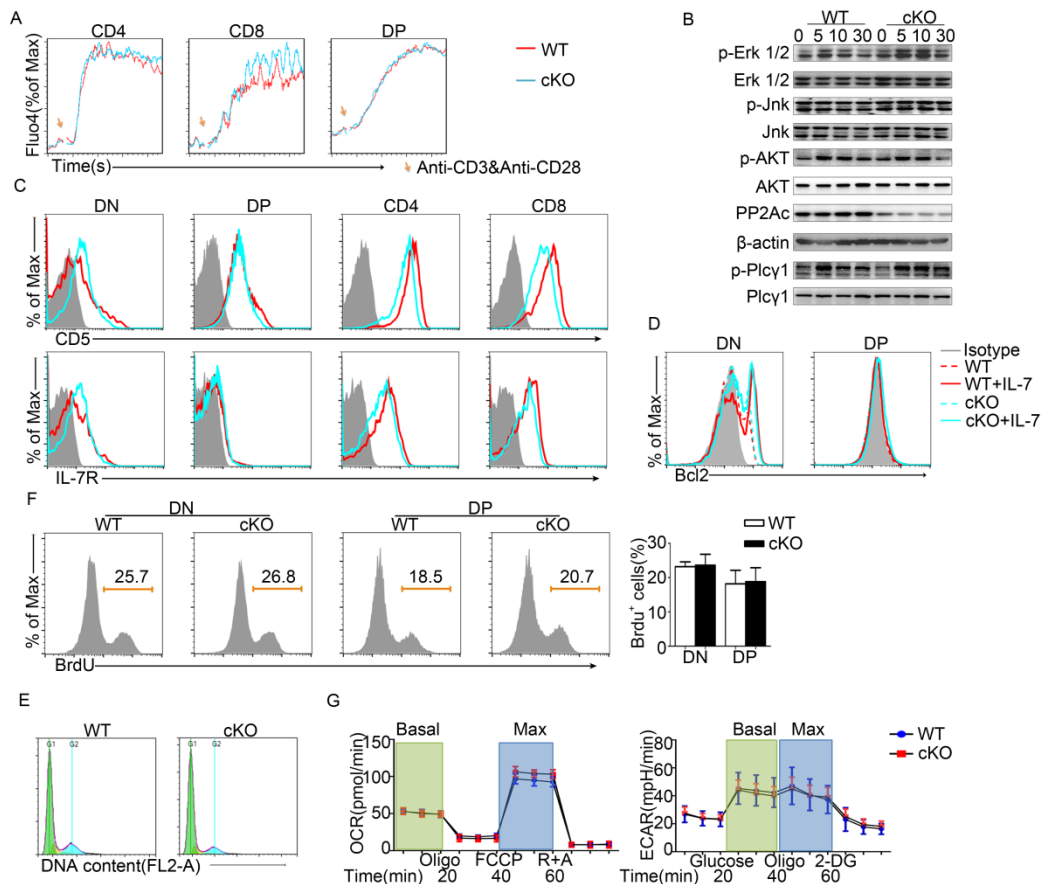 A
CD4 CD8 DP
WT
cKO
Fluo4(%of Max)
Time(s)
Anti-CD3&Anti-CD28
B
WT cKO
0 5 10 30 0 5 10 30
p-Erk 1/2
Erk 1/2
p-Jnk
Jnk
p-AKT
AKT
PP2Ac
β-actin
p-Plcγ1
Plcγ1
C
DN DP CD4 CD8
% of Max
CD5
% of Max
IL-7R
D
DN DP
% of Max
Bcl2
Isotype
WT
WT+IL-7
cKO
cKO+IL-7
F
DN DP
WT cKO WT cKO
25.7 26.8 18.5 20.7
% of Max
BrdU
WT
cKO
Brdu⁺ cells(%)
30
20
10
0
DN DP
E
WT cKO
G1 G2 G1 G2
DNA content(FL2-A)
G
Basal Max
OCR(pmol/min)
150
100
50
0
Oligo FCCP R+A
Time(min) 20 40 60
Basal Max
WT
cKO
ECAR(mpH/min)
100
80
60
40
20
0
Glucose Oligo 2-DG
Time(min) 20 40 60